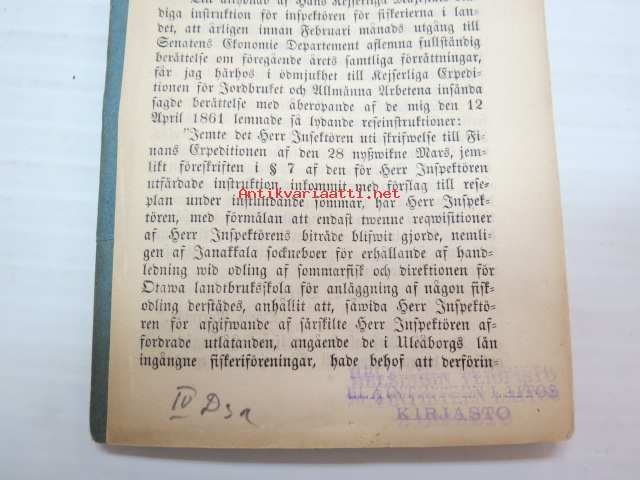 diga instruktion för inspektören för fiskerierna i lan-
det, att årligen innan Februari månads utgång till
Senatens Ekonomie Departement aflemna fullständig
berättelse om föregående årets samtliga förrättningar,
får jag härhos i ödmjukhet till Kejserliga Expedi-
tionen för Jordbruket och Allmänna Arbetena insända
sagde berättelse med åberopande af de mig den 12
April 1861 lemnade så lydande reseinstruktioner:
"Jemte det Herr Insektören uti skrifwelse till Fi-
nans Expeditionen af den 28 nyßwikne Mars, jem-
likt föreskriften i § 7 af den för Herr Inspektören
utfärdade instruktion inkommit med förslag till rese-
Antikvariaatti.net
plan under instundande sommar, har Herr Inspek-
tören, med förmälan att endast twenne reqwisitioner
af Herr Inspektörens biträde blifwit gjorde, nemligen
af Janakkala sockneboer för erhållande af hand-
ledning wid odling af sommarfisk och direktionen för
Otawa landtbruksskola för anläggning af någon fisk-
odling derstädes, anhållit att, såwida Herr Inspektö-
ren för afgifwande af särskilte Herr Inspektören af-
fordrade utlåtanden, angående de i Uleåborgs län
ingångne fiskeriföreningar, hade behof att derförin-
IV Dsa
KIRJASTO